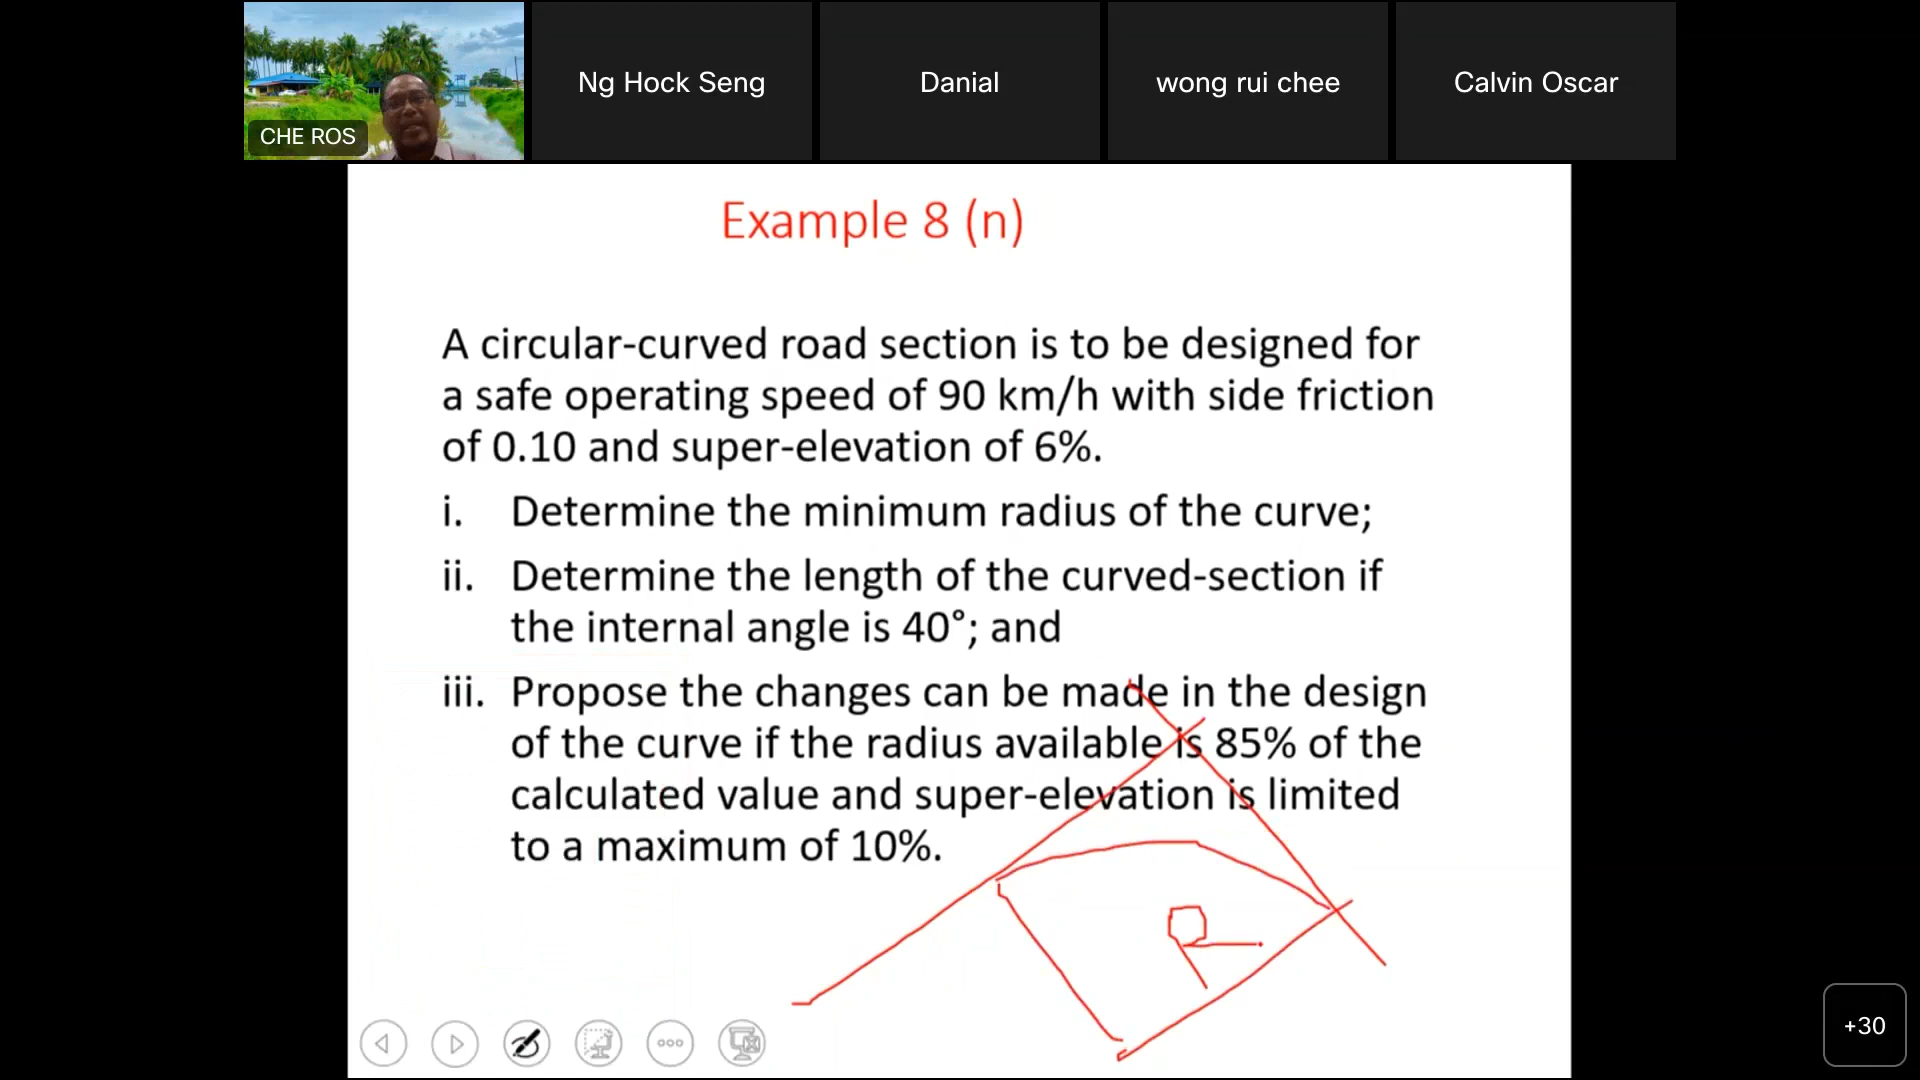 CHE ROS
Ng Hock Seng
Danial
wong rui chee
Calvin Oscar
Example 8 (n)
A circular-curved road section is to be designed for
a safe operating speed of 90 km/h with side friction
of 0.10 and super-elevation of 6%.
i. Determine the minimum radius of the curve;
ii. Determine the length of the curved-section if
the internal angle is 40°; and
iii. Propose the changes can be made in the design
of the curve if the radius available is 85% of the
calculated value and super-elevation is limited
to a maximum of 10%.
+30